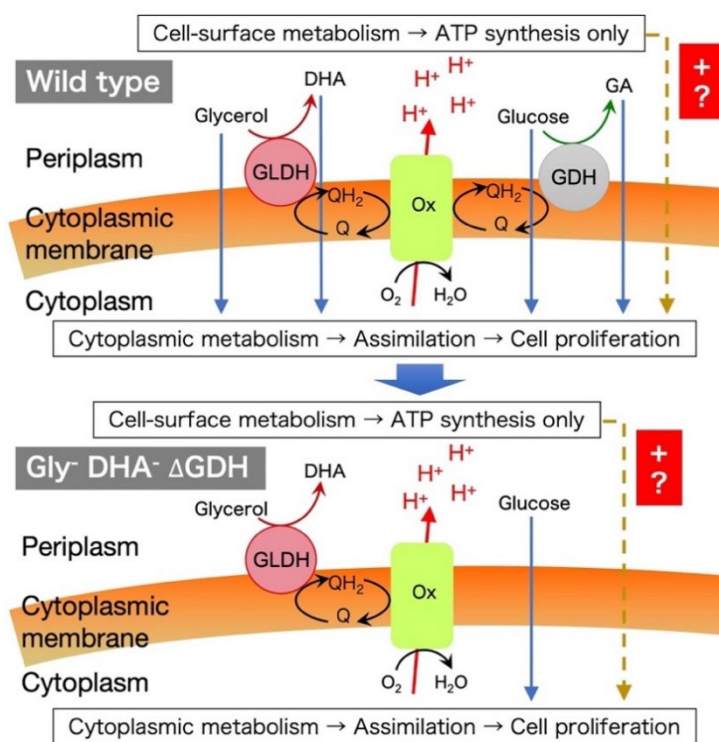 Cell-surface metabolism → ATP synthesis only
Wild type
DHA
H⁺ H⁺
H⁺ H⁺
GA
+
?
Glycerol
Glucose
Periplasm
GLDH
GDH
QH₂
Ox
QH₂
Cytoplasmic
membrane
Q
Q
Cytoplasm
O₂ H₂O
Cytoplasmic metabolism → Assimilation → Cell proliferation
Cell-surface metabolism → ATP synthesis only
Gly⁻ DHA⁻ ΔGDH
DHA
H⁺ H⁺
H⁺ H⁺
+
?
Glycerol
Glucose
Periplasm
GLDH
QH₂
Ox
Cytoplasmic
membrane
Q
Cytoplasm
O₂ H₂O
Cytoplasmic metabolism → Assimilation → Cell proliferation